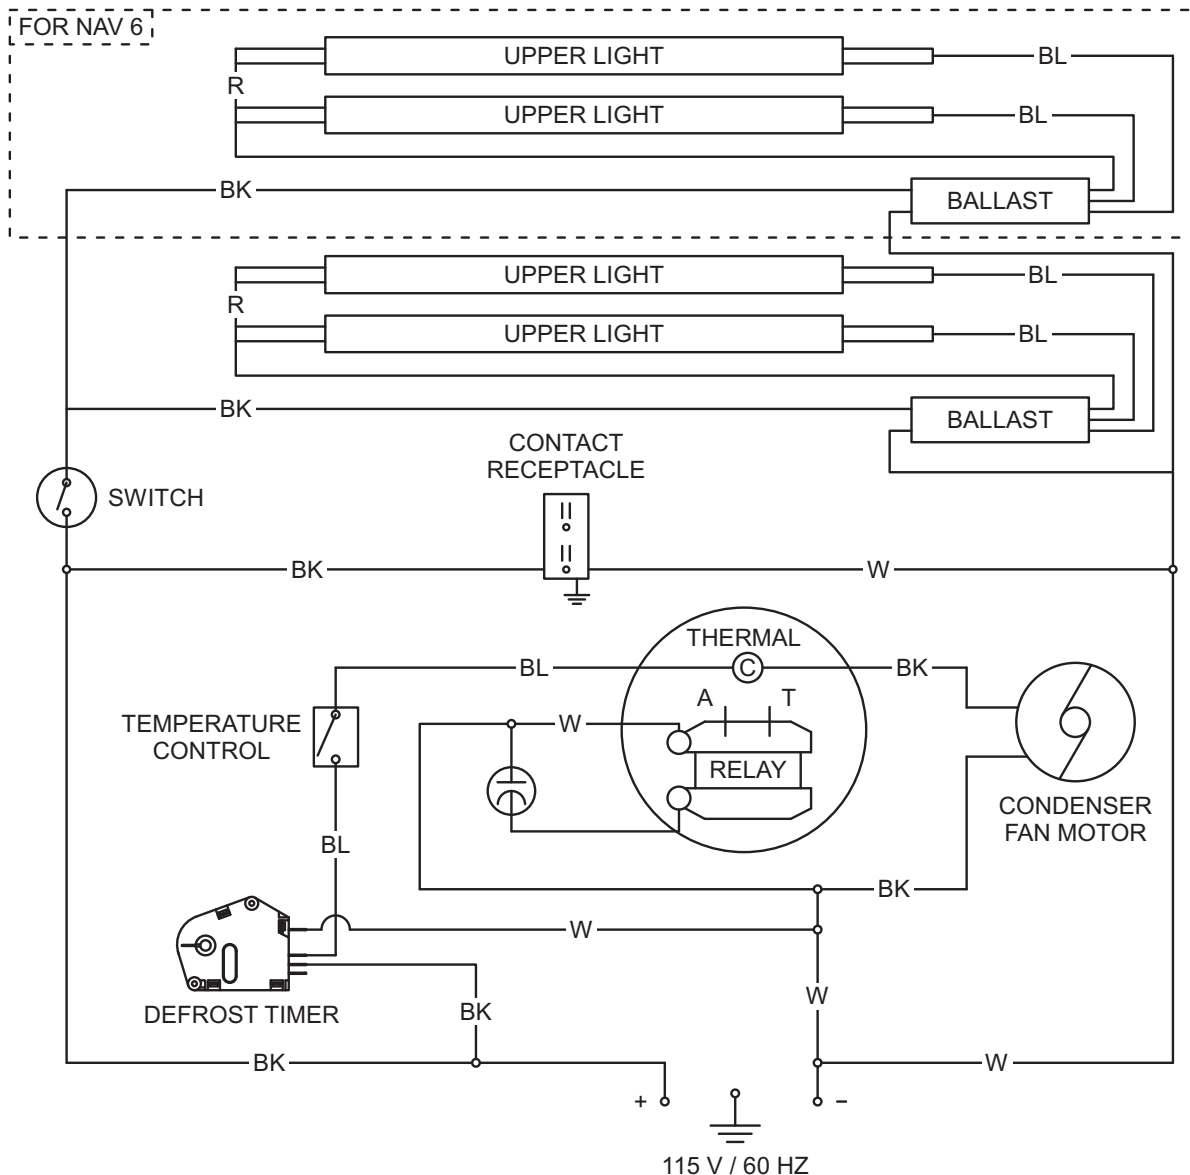 FOR NAV 6
UPPER LIGHT
BL
R
UPPER LIGHT
BL
BK
BALLAST
UPPER LIGHT
BL
R
UPPER LIGHT
BL
BK
BALLAST
CONTACT
RECEPTACLE
SWITCH
BK
W
THERMAL
BL
C
BK
A
T
W
TEMPERATURE
CONTROL
RELAY
CONDENSER
FAN MOTOR
BL
BK
W
W
DEFROST TIMER
BK
BK
W
+
–
115 V / 60 HZ